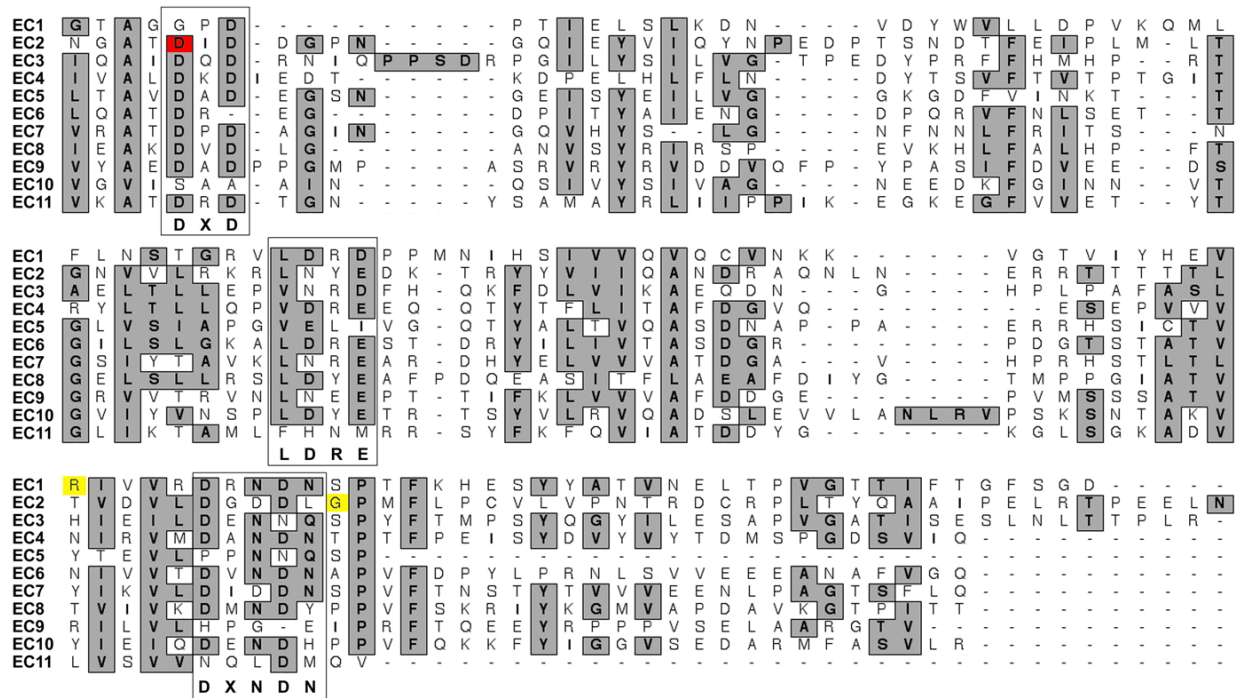 EC1 G T A G G P D - - - - - - - - - - P T I E L S L K D N - - - - V D Y W V L L D P V K Q M L
EC2 N G A T D I D - D G P N - - - - - G Q I E Y V I Q Y N P E D P T S N D T F E I P L M - L T
EC3 I Q A I D Q D - R N I Q P P S D R P G I L Y S I L V G - T P E D Y P R F F H M H P - - R T
EC4 I V A L D K D I E D T - - - - - - K D P E L H L F L N - - - - D Y T S V F T V T P T G I T
EC5 L T A V D A D - E G S N - - - - - G E I S Y E I L V G - - - - G K G D F V I N K T - - - T
EC6 L Q A T D R - - E G - - - - - - - D P I T Y A I E N G - - - - D P Q R V F N L S E T - - T
EC7 V R A T D P D - A G I N - - - - - G Q V H Y S - - L G - - - - N F N N L F R I T S - - - N
EC8 I E A K D V D - L G - - - - - - - A N V S Y R I R S P - - - - E V K H L F A L H P - - F T
EC9 V Y A E D A D P P G M P - - - - A S R V R Y R V D D V Q F P - Y P A S I F D V E E - - D S
EC10 V G V I S A A - A I N - - - - - - Q S I V Y S I V A G - - - - N E E D K F G I N N - - V T
EC11 V K A T D R D - T G N - - - - - Y S A M A Y R L I I P P I K - E G K E G F V V E T - - Y T
D X D
EC1 F L N S T G R V L D R D P P M N I H S I V V Q V Q C V N K K - - - - - - V G T V I Y H E V
EC2 G N V V L R K R L N Y E D K - T R Y Y V I I Q A N D R A Q N L N - - - - E R R T T T T T L
EC3 A E L T L L E P V N R D F H - Q K F D L V I K A E Q D N - - - G - - - - H P L P A F A S L
EC4 R Y L T L L Q P V D R E E Q - Q T Y T F L I T A F D G V Q - - - - - - - - - - E S E P V V
EC5 G L V S I A P G V E L I V G - Q T Y A L T V Q A S D N A P - P A - - - - E R R H S I C T V
EC6 G I L S L G K A L D R E S T - D R Y E L I V V A S D G R - - - - - - - - P D G T S T A T V
EC7 G S I Y T A V K L N R E A R - D H Y E L I V V A T D G A - - - V - - - - H P R H S T L T L
EC8 G E L S L L R S L D Y E A F P D Q E A S I T F L A E A F D I Y G - - - - T M P P G I A T V
EC9 G R V V T R V N L N E E P T - T I F K L V V V A F D D G E - - - - - - - P V M S S S A T V
EC10 G V I Y V N S P L D Y E T R - T S Y V L R V Q A D S L E V V L A N L R V P S K S N T A K V
EC11 G L I K T A M L F H N M R R - S Y F K F Q V I A T D D Y G - - - - - - - K G L S G K A D V
L D R E
EC1 R I V V R D R N D N S P T F K H E S Y Y A T V N E L T P V G T T I F T G F S G D - - - - -
EC2 T V D V L D G D D L G P M F L P C V L V P N T R D C R P L T Y Q A A I P E L R T P E E L N
EC3 H I E I L D E N N Q S P Y F T M P S Y Q G Y I L E S A P V G A T I S E S L N L T T P L R -
EC4 N I R V M D A N D N T P T F P E I S Y D V Y V Y T D M S P G D S V I Q - - - - - - - - - -
EC5 Y T E V L P P N N Q S P - - - - - - - - - - - - - - - - - - - - - - - - - - - - - - - - -
EC6 N I V V T D V N D N A P V F D P Y L P R N L S V V E E E A N A F V G Q - - - - - - - - - -
EC7 Y I K V L D I D D N S P V F T N S T Y T V V V E E N L P A G T S F L Q - - - - - - - - - -
EC8 T V I V K D M N D Y P P V F S K R I Y K G M V A P D A V K G T P I T T - - - - - - - - - -
EC9 R I L V L H P G - E I P R F T Q E E Y R P P P V S E L A A R G T V - - - - - - - - - - - -
EC10 Y I E I Q D E N D H P P V F Q K K F Y I G G V S E D A R M F A S V L R - - - - - - - - - -
EC11 L V S V V N Q L D M Q V - - - - - - - - - - - - - - - - - - - - - - - - - - - - - - - - -
D X N D N